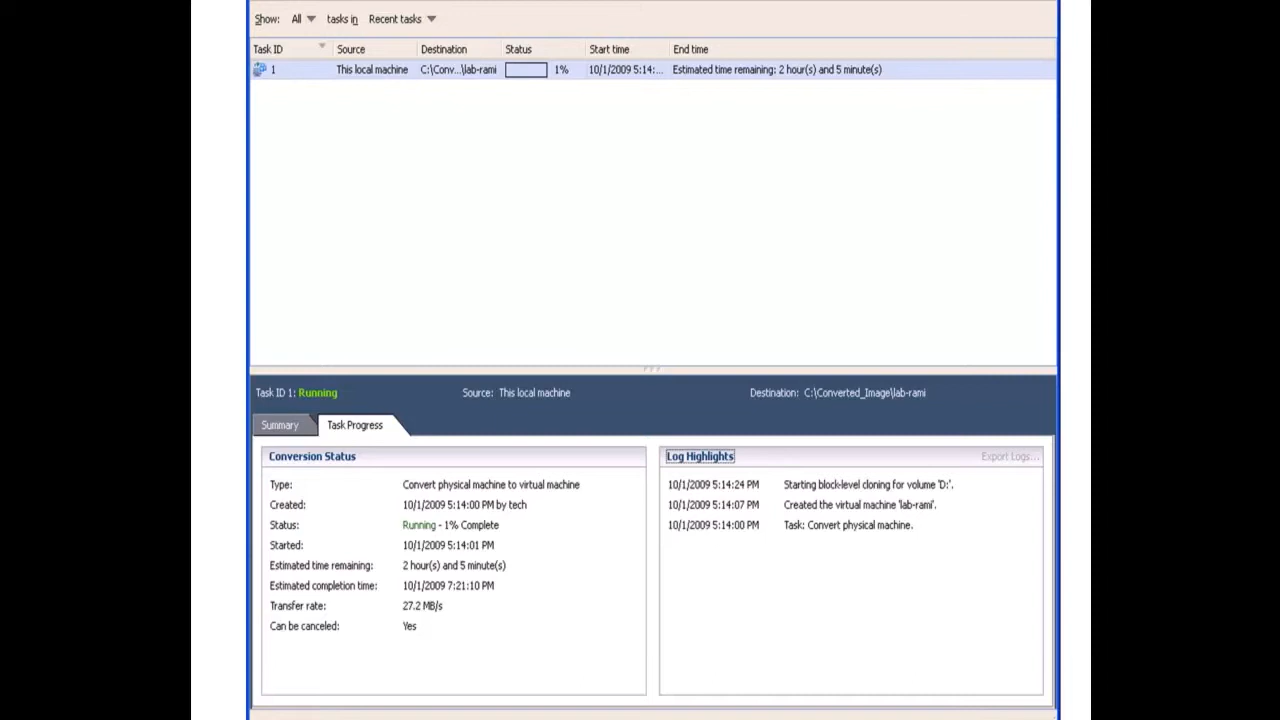 Show: All tasks in Recent tasks
Task ID Source Destination Status Start time End time
1 This local machine C:\Conv...\lab-rami 1% 10/1/2009 5:14:... Estimated time remaining: 2 hour(s) and 5 minute(s)
Task ID 1: Running Source: This local machine Destination: C:\Converted_Image\lab-rami
Summary Task Progress
Conversion Status
Type: Convert physical machine to virtual machine
Created: 10/1/2009 5:14:00 PM by tech
Status: Running - 1% Complete
Started: 10/1/2009 5:14:01 PM
Estimated time remaining: 2 hour(s) and 5 minute(s)
Estimated completion time: 10/1/2009 7:21:10 PM
Transfer rate: 27.2 MB/s
Can be canceled: Yes
Log Highlights Export Logs...
10/1/2009 5:14:24 PM Starting block-level cloning for volume 'D:'.
10/1/2009 5:14:07 PM Created the virtual machine 'lab-rami'.
10/1/2009 5:14:00 PM Task: Convert physical machine.